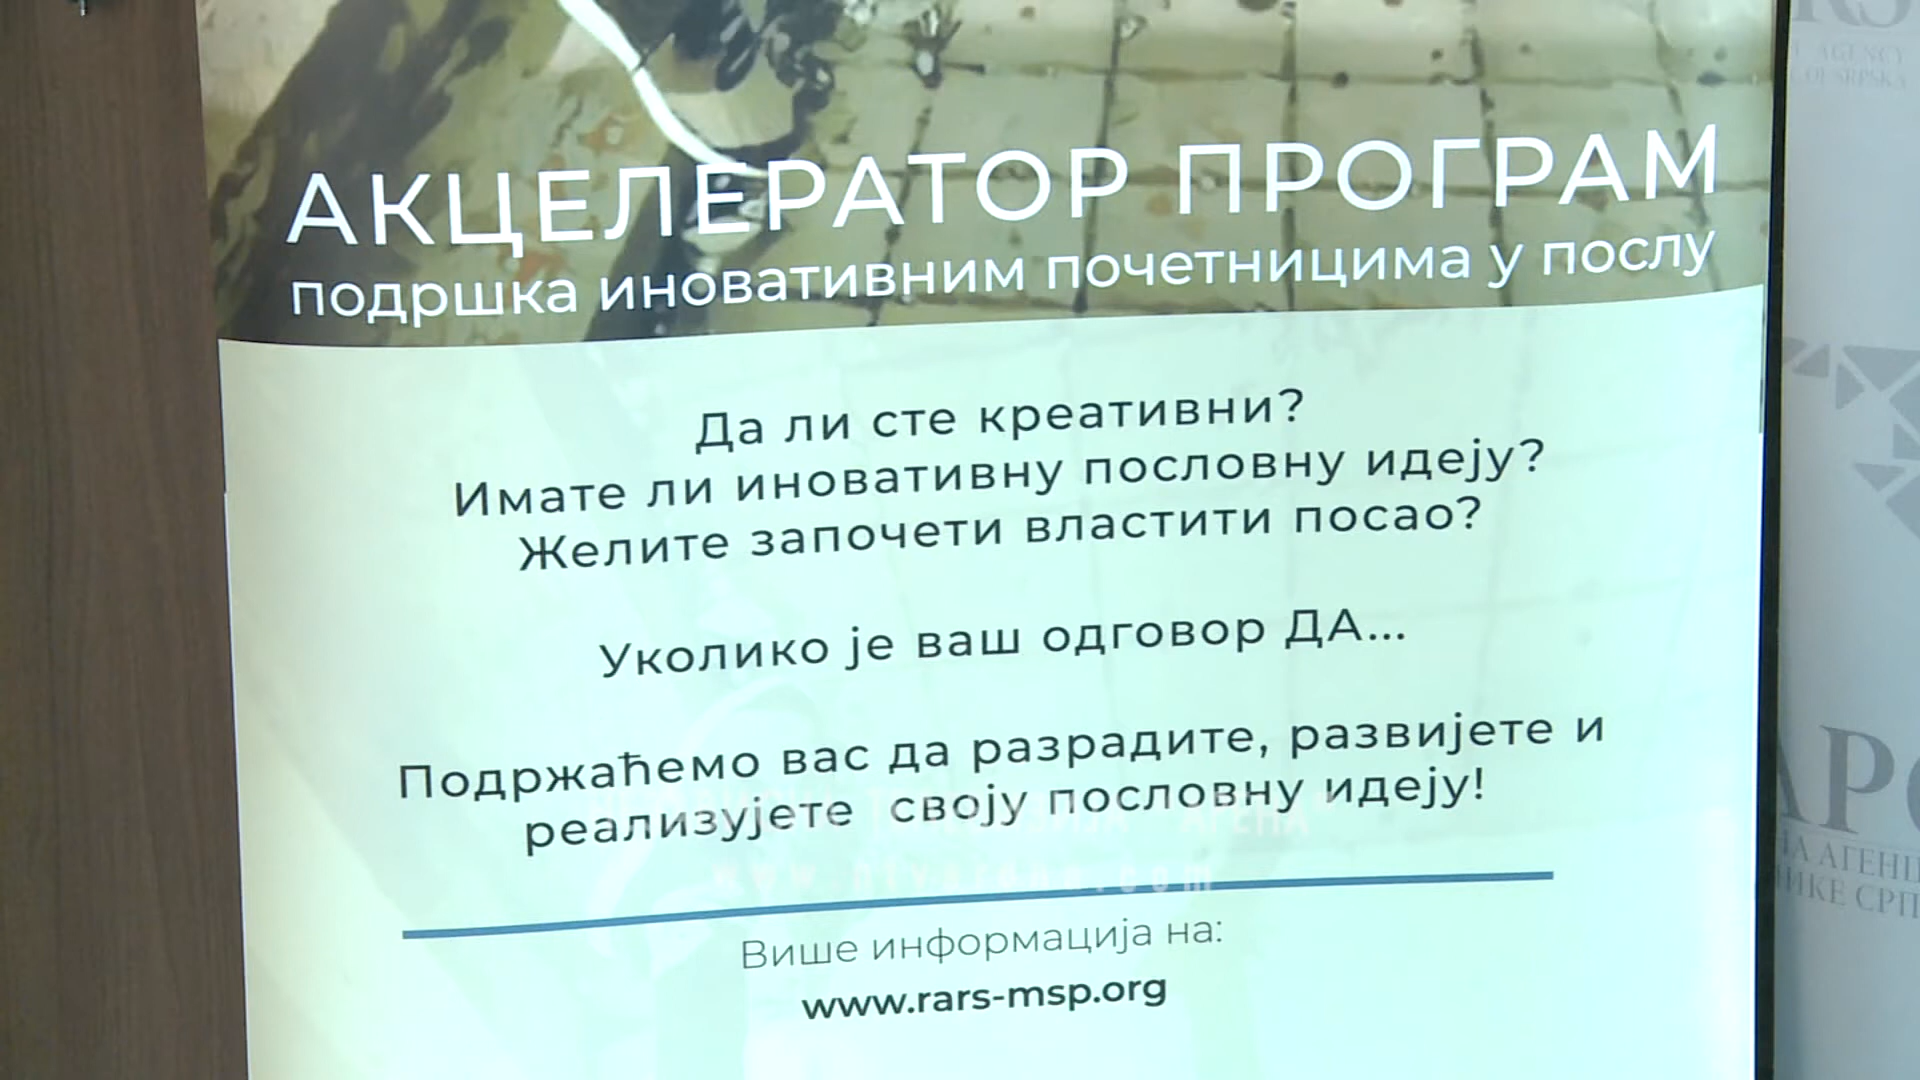 АКЦЕЛЕРАТОР ПРОГРАМ
подршка иновативним почетницима у послу
Да ли сте креативни?
Имате ли иновативну пословну идеју?
Желите започети властити посао?
Уколико је ваш одговор ДА...
Подржаћемо вас да разрадите, развијете и
реализујете своју пословну идеју!
Више информација на:
www.rars-msp.org
AGENCY
SRPSKA